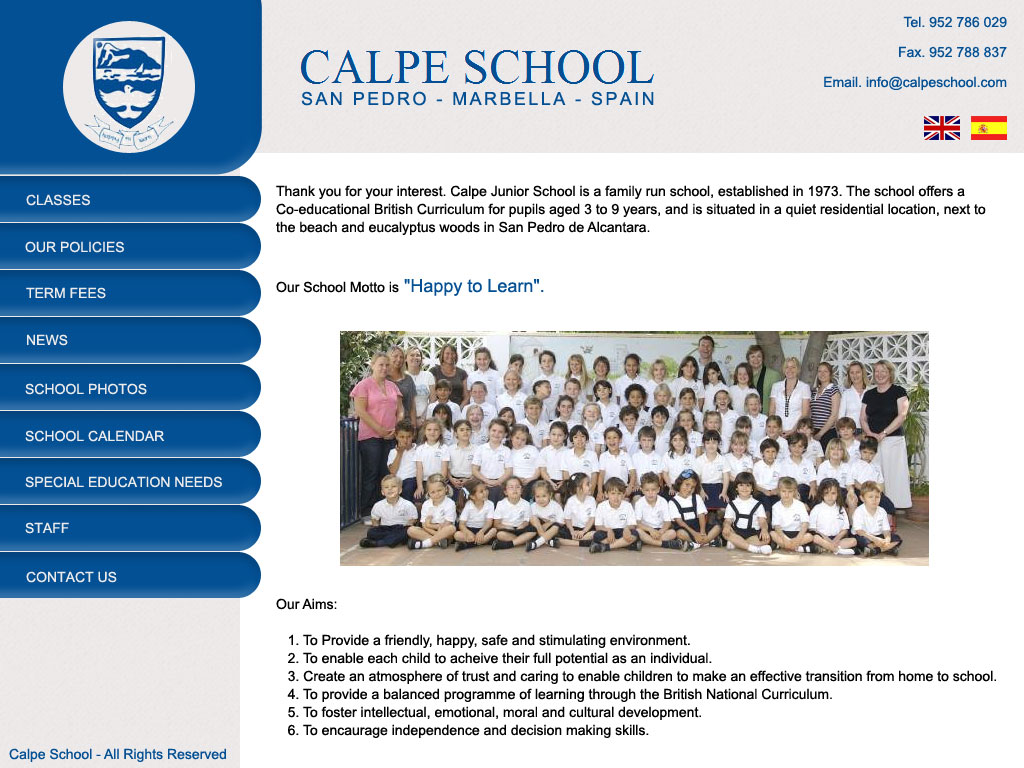 Tel. 952 786 029
Fax. 952 788 837
Email. info@calpeschool.com
CALPE SCHOOL
SAN PEDRO - MARBELLA - SPAIN
CLASSES
OUR POLICIES
TERM FEES
NEWS
SCHOOL PHOTOS
SCHOOL CALENDAR
SPECIAL EDUCATION NEEDS
STAFF
CONTACT US
Thank you for your interest. Calpe Junior School is a family run school, established in 1973. The school offers a
Co-educational British Curriculum for pupils aged 3 to 9 years, and is situated in a quiet residential location, next to
the beach and eucalyptus woods in San Pedro de Alcantara.
Our School Motto is "Happy to Learn".
Our Aims:
1. To Provide a friendly, happy, safe and stimulating environment.
2. To enable each child to acheive their full potential as an individual.
3. Create an atmosphere of trust and caring to enable children to make an effective transition from home to school.
4. To provide a balanced programme of learning through the British National Curriculum.
5. To foster intellectual, emotional, moral and cultural development.
6. To encaurage independence and decision making skills.
Calpe School - All Rights Reserved